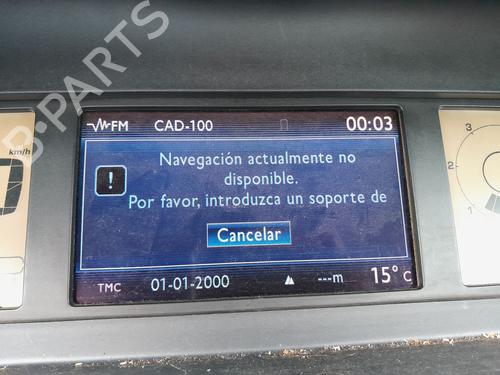 FM CAD-100 00:03
km/h
3
2
1
Navegación actualmente no
disponible.
Por favor, introduzca un soporte de
!
Cancelar
TMC 01-01-2000 ---m 15° C
B-PARTS